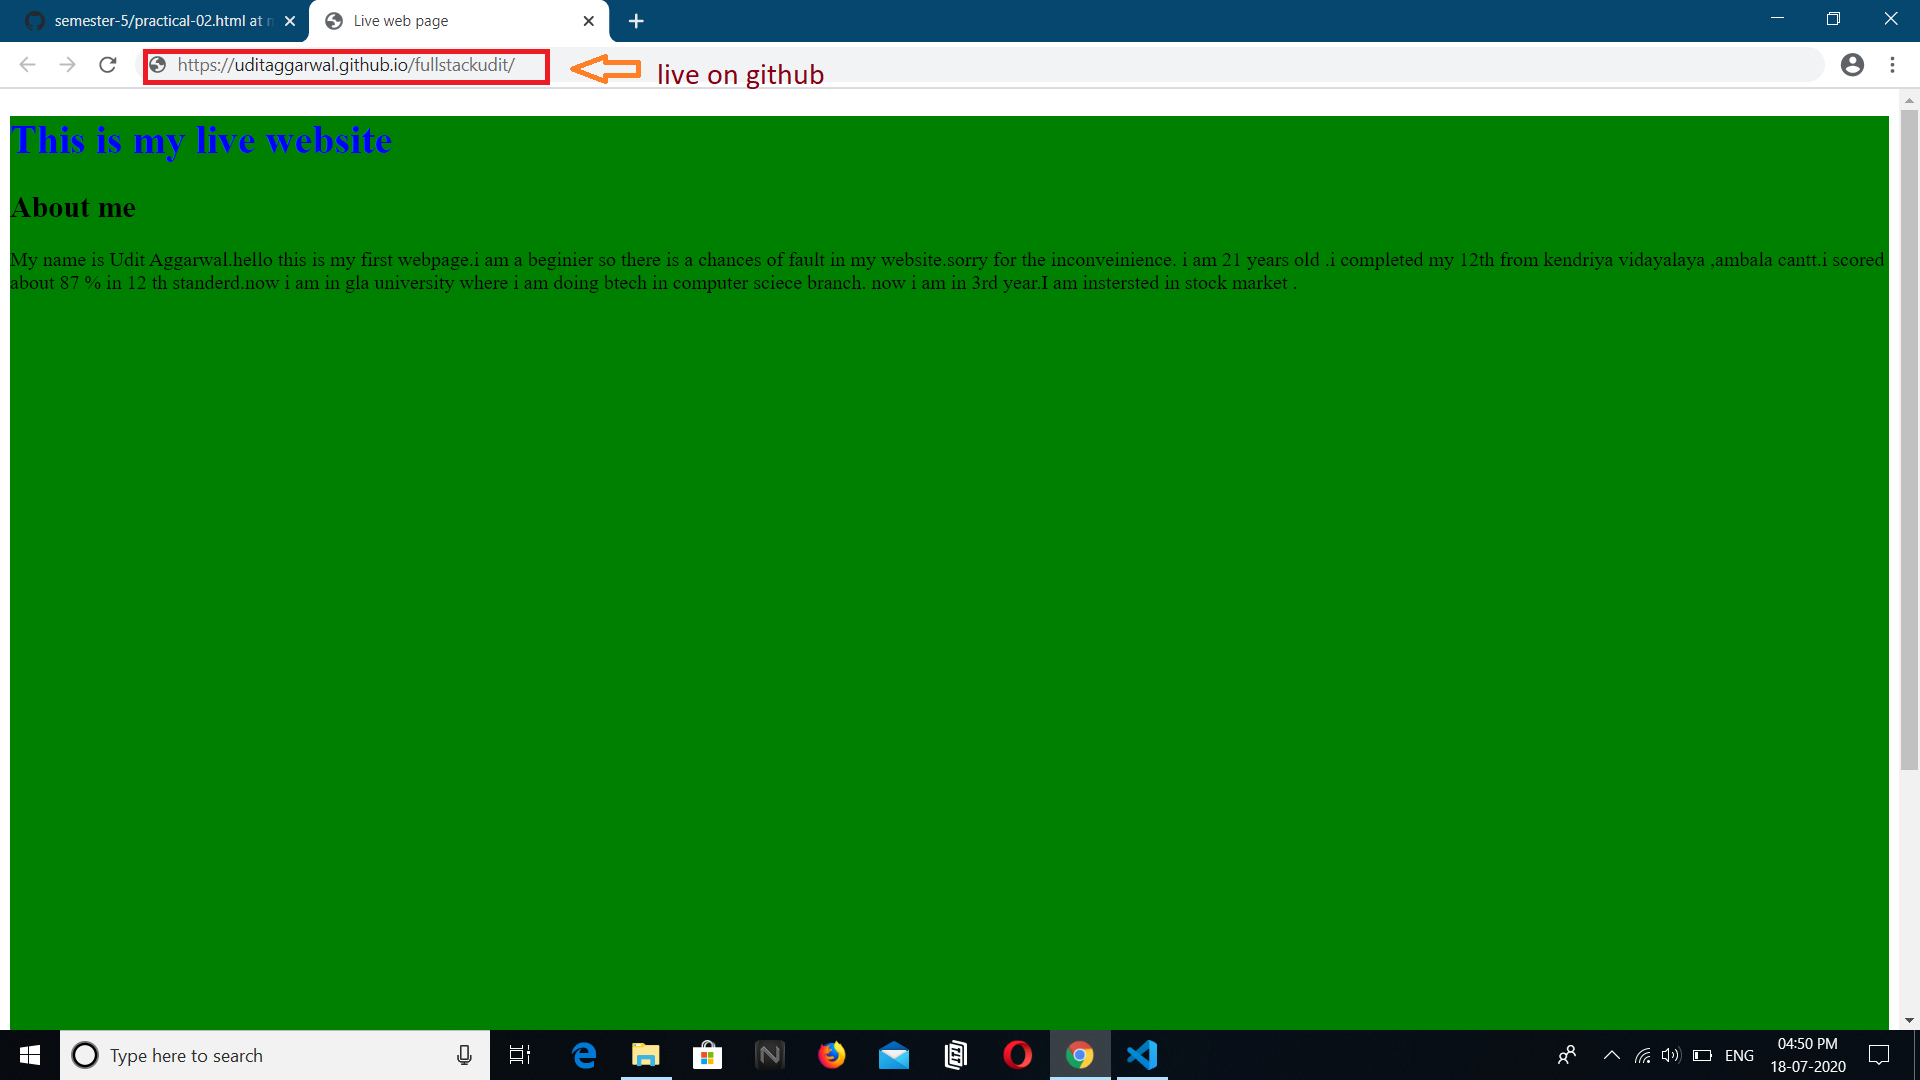 semester-5/practical-02.html at
Live web page
https://uditaggarwal.github.io/fullstackudit/
live on github
This is my live website
About me
My name is Udit Aggarwal.hello this is my first webpage.i am a beginier so there is a chances of fault in my website.sorry for the inconveinience. i am 21 years old .i completed my 12th from kendriya vidayalaya ,ambala cantt.i scored
about 87 % in 12 th standerd.now i am in gla university where i am doing btech in computer sciece branch. now i am in 3rd year.I am instersted in stock market .
Type here to search
ENG
04:50 PM
18-07-2020